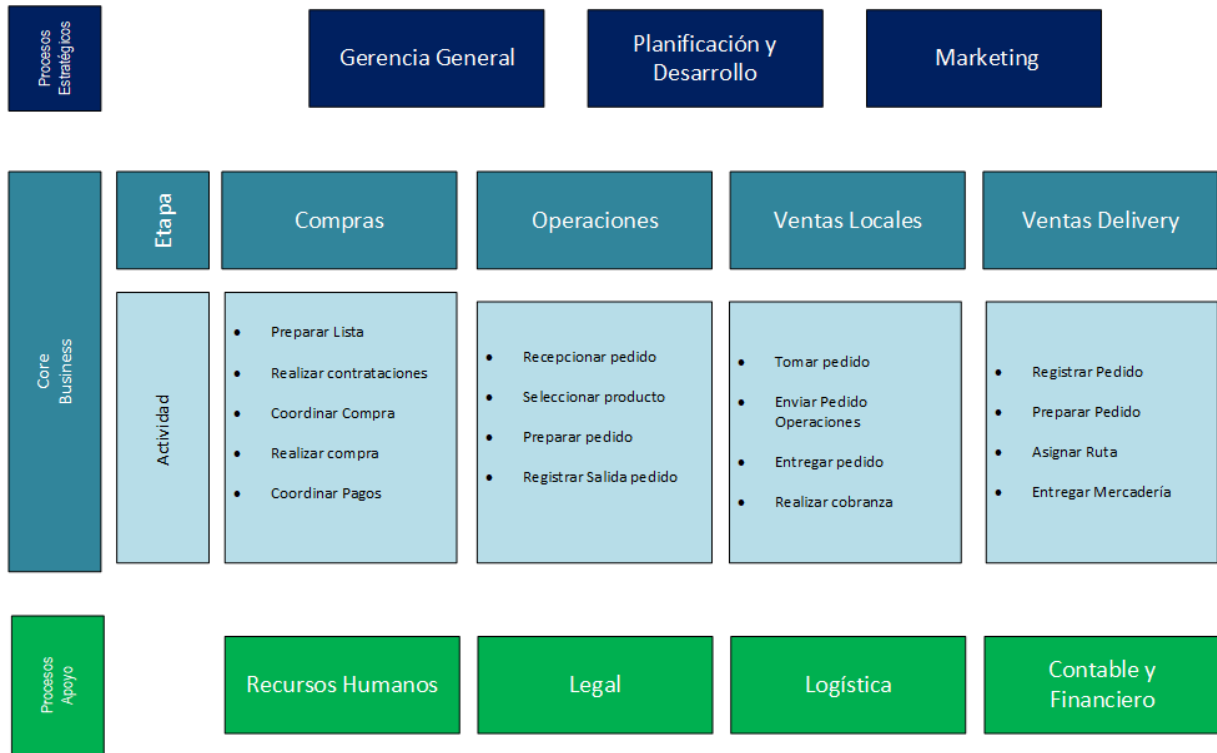 Procesos
Estratégicos
Gerencia General
Planificación y
Desarrollo
Marketing
Core
Business
Etapa
Compras
Operaciones
Ventas Locales
Ventas Delivery
Actividad
• Preparar Lista
• Realizar contrataciones
• Coordinar Compra
• Realizar compra
• Coordinar Pagos
• Recepcionar pedido
• Seleccionar producto
• Preparar pedido
• Registrar Salida pedido
• Tomar pedido
• Enviar Pedido
Operaciones
• Entregar pedido
• Realizar cobranza
• Registrar Pedido
• Preparar Pedido
• Asignar Ruta
• Entregar Mercadería
Procesos
Apoyo
Recursos Humanos
Legal
Logística
Contable y
Financiero